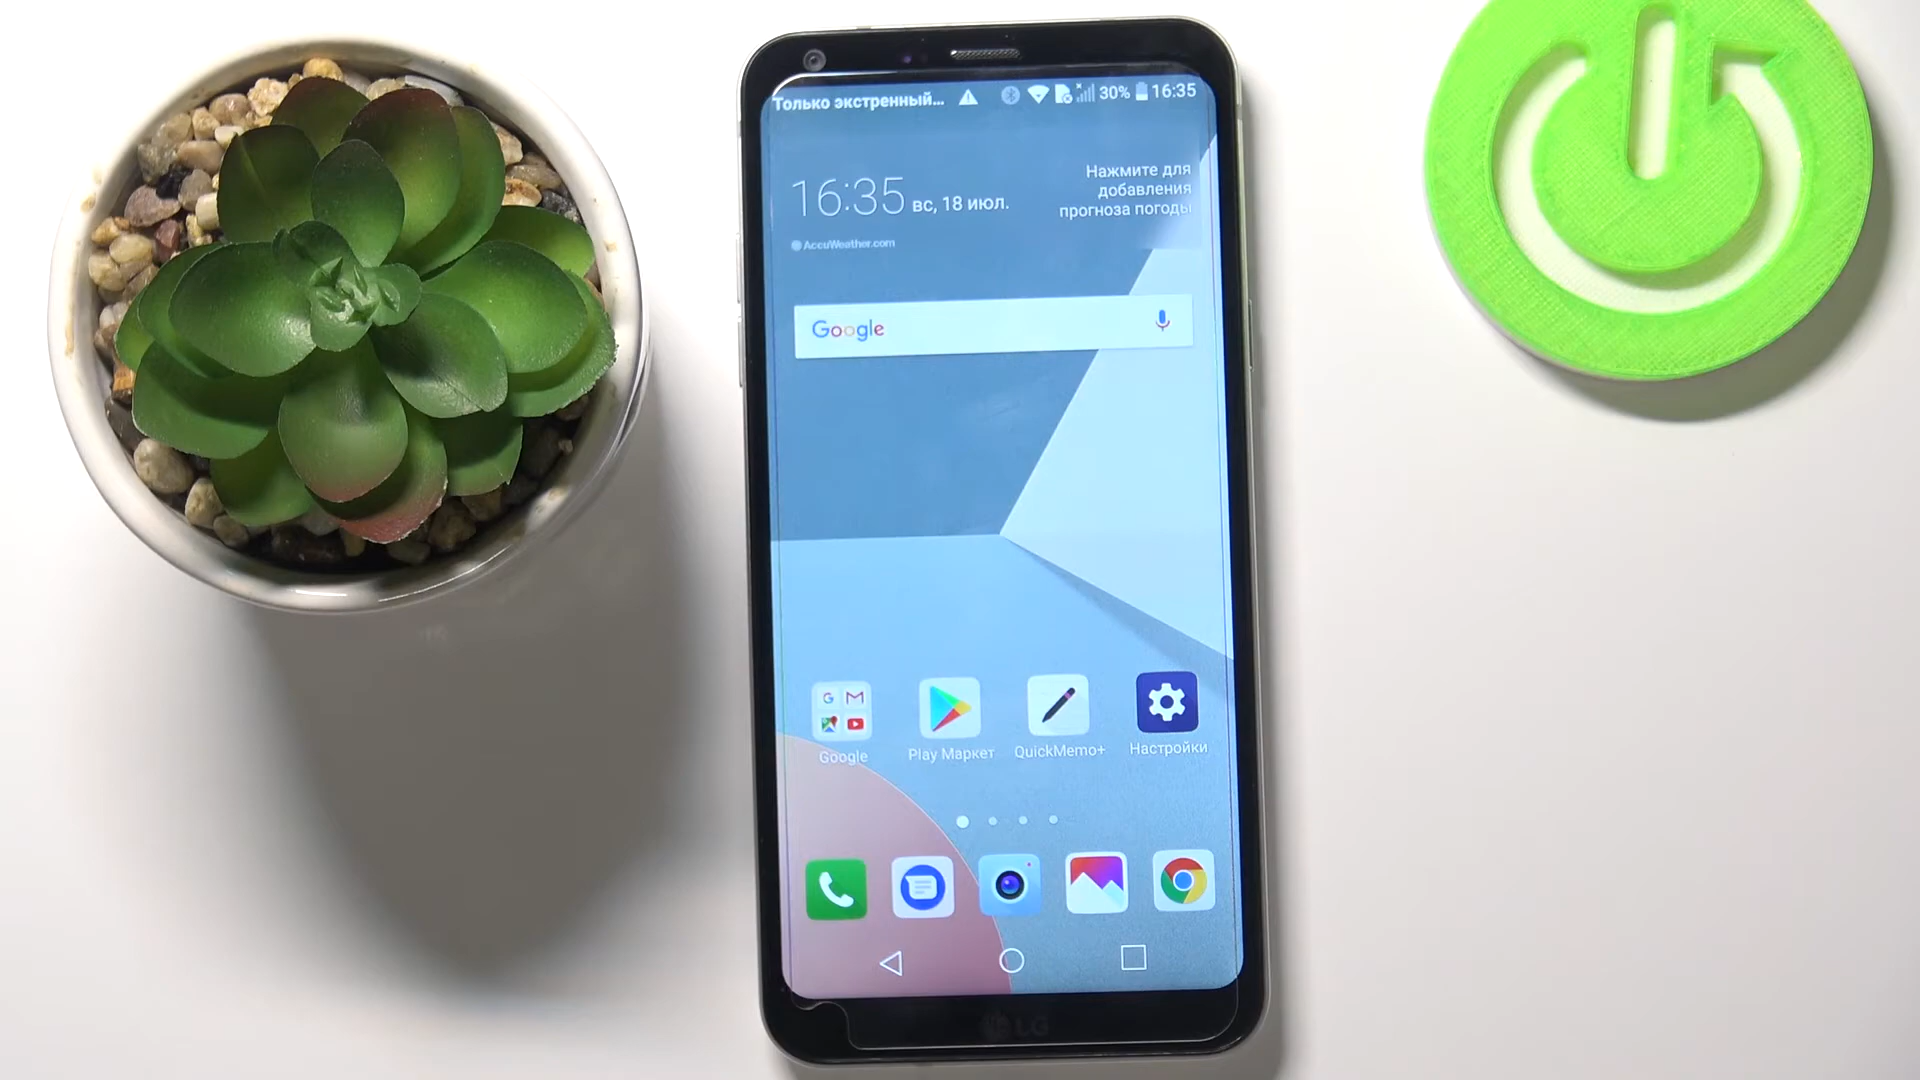 Только экстренный... 30% 16:35
16:35 вс, 18 июл.
Нажмите для
добавления
прогноза погоды
AccuWeather.com
Google
G
Google
Play Маркет
QuickMemo+
Настройки
LG